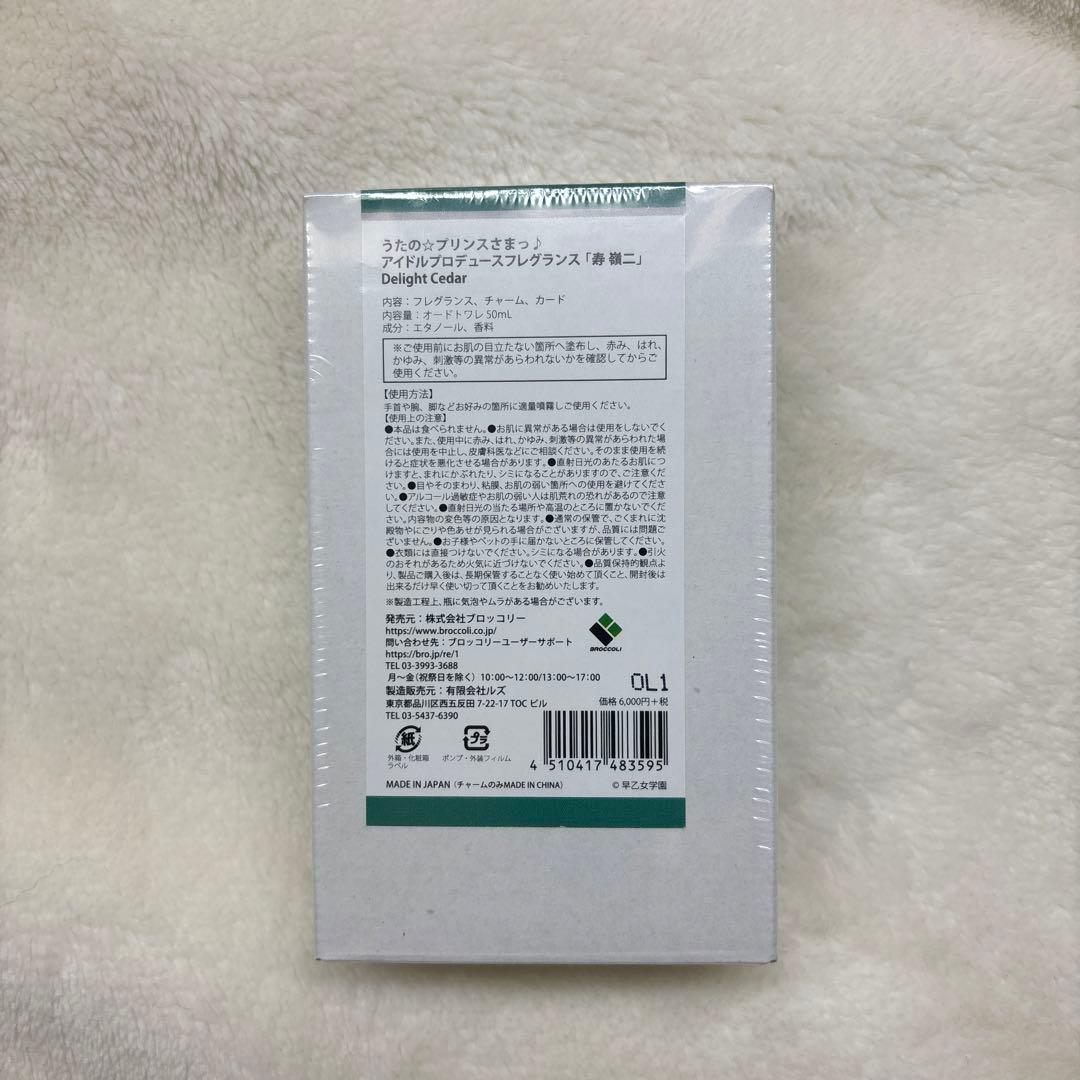 うたの☆プリンスさまっ♪
アイドルプロデュースフレグランス「寿 嶺二」
Delight Cedar
内容：フレグランス、チャーム、カード
内容量：オードトワレ 50mL
成分：エタノール、香料
※ご使用前にお肌の目立たない箇所へ塗布し、赤み、はれ、
かゆみ、刺激等の異常があらわれないかを確認してからご
使用ください。
【使用方法】
手首や腕、脚などお好みの箇所に適量噴霧しご使用ください。
【使用上の注意】
●本品は食べられません。●お肌に異常がある場合は使用をしないでく
ださい。また、使用中に赤み、はれ、かゆみ、刺激等の異常があらわれた場
合には使用を中止し、皮膚科医などにご相談ください。そのまま使用を続
けると症状を悪化させる場合があります。●直射日光のあたるお肌につ
けますと、まれにかぶれたり、シミになることがありますので、ご注意くだ
さい。●目やそのまわり、粘膜、お肌の弱い箇所への使用を避けてくださ
い。●アルコール過敏症やお肌の弱い人は肌荒れの恐れがあるので注意
してください。●直射日光の当たる場所や高温のところに置かないでくだ
さい。内容物の変色等の原因となります。●通常の保管で、ごくまれに沈
殿物やにごりや色あせが見られる場合がございますが、品質には問題ご
ざいません。●お子様やペットの手に届かないところに保管してください。
●衣類には直接つけないでください。シミになる場合があります。●引火
のおそれがあるため火気に近づけないでください。●品質保持的観点よ
り、製品ご購入後は、長期保管することなく使い始めて頂くこと、開封後は
出来るだけ早く使い切って頂くことをお勧めいたします。
※製造工程上、瓶に気泡やムラがある場合がございます。
発売元：株式会社ブロッコリー
https://www.broccoli.co.jp/
問い合わせ先：ブロッコリーユーザーサポート
https://bro.jp/re/1
TEL 03-3993-3688
月～金（祝祭日を除く）10:00～12:00/13:00～17:00
製造販売元：有限会社ルズ
東京都品川区西五反田 7-22-17 TOC ビル
TEL 03-5437-6390
BROCCOLI
OL1
価格 6,000円+税
紙
外箱・化粧箱
ラベル
プラ
ポンプ・外装フィルム
4 510417 483595
MADE IN JAPAN（チャームのみMADE IN CHINA）
© 早乙女学園